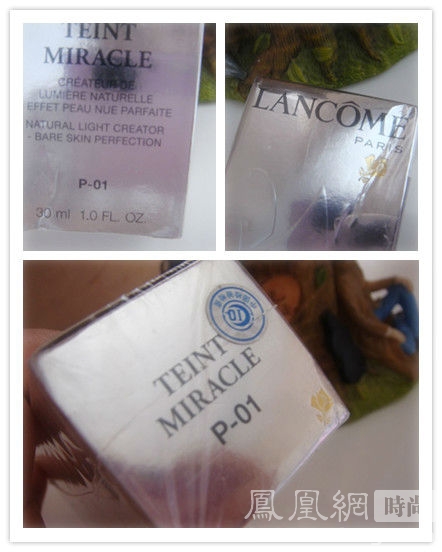 TEINT
MIRACLE
CRÉATEUR DE
LUMIÈRE NATURELLE
EFFET PEAU NUE PARFAITE
NATURAL LIGHT CREATOR
- BARE SKIN PERFECTION
P-01
30 ml 1.0 FL. OZ.
LANCÔME
PARIS
CIQ
TEINT
MIRACLE
P-01
鳳凰網 時尚